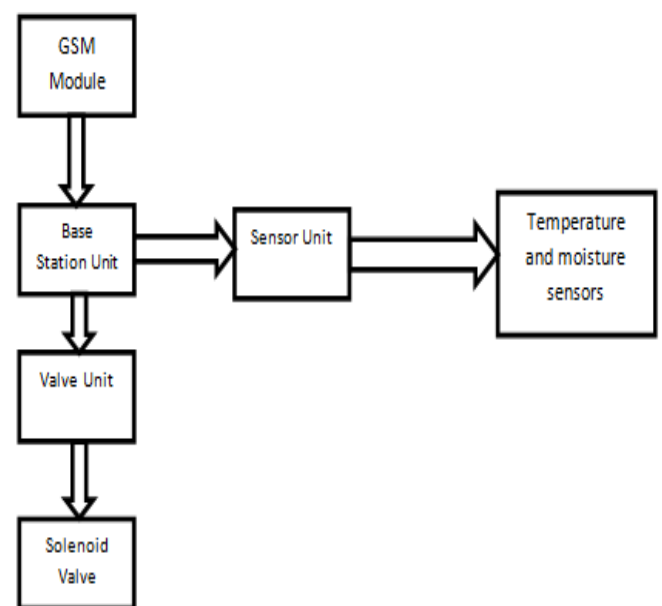 GSM
Module
Base
Station Unit
Sensor Unit
Temperature
and moisture
sensors
Valve Unit
Solenoid
Valve